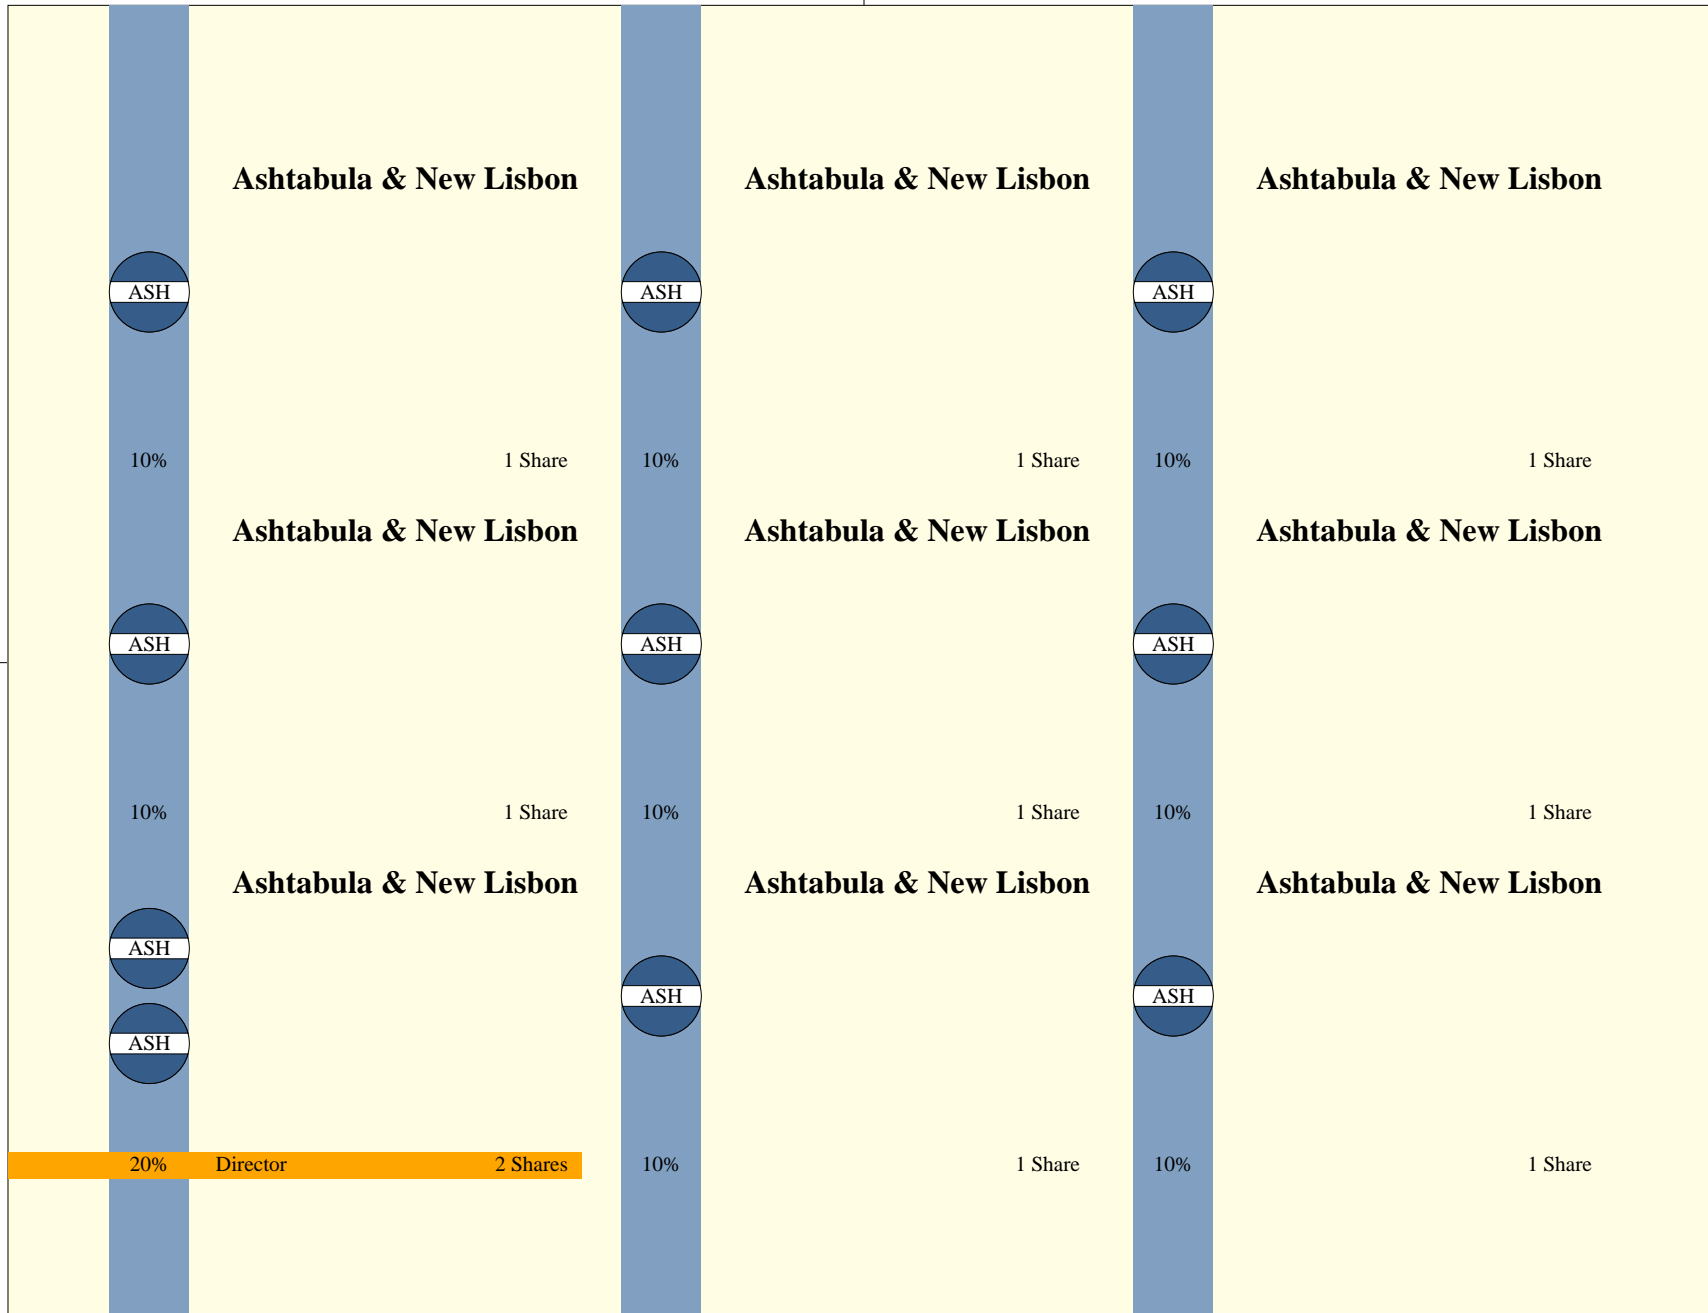 Ashtabula & New Lisbon Ashtabula & New Lisbon Ashtabula & New Lisbon
ASH ASH ASH
10% 1 Share 10% 1 Share 10% 1 Share
Ashtabula & New Lisbon Ashtabula & New Lisbon Ashtabula & New Lisbon
ASH ASH ASH
10% 1 Share 10% 1 Share 10% 1 Share
Ashtabula & New Lisbon Ashtabula & New Lisbon Ashtabula & New Lisbon
ASH
ASH ASH
ASH
20% Director 2 Shares 10% 1 Share 10% 1 Share